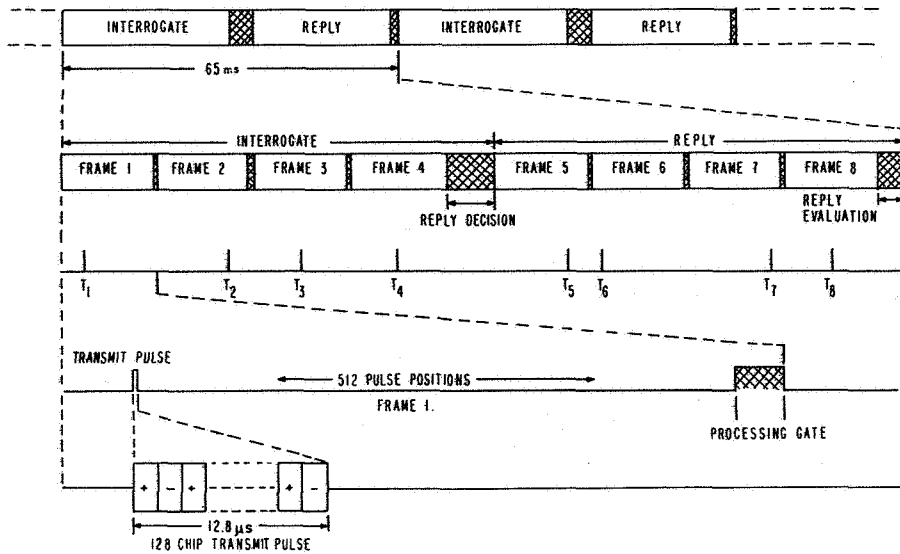 INTERROGATE REPLY INTERROGATE REPLY
65 ms
INTERROGATE REPLY
FRAME 1 FRAME 2 FRAME 3 FRAME 4 FRAME 5 FRAME 6 FRAME 7 FRAME 8
REPLY DECISION
REPLY EVALUATION
T1 T2 T3 T4 T5 T6 T7 T8
TRANSMIT PULSE
512 PULSE POSITIONS
FRAME 1.
PROCESSING GATE
+ - + + -
12.8 μs
128 CHIP TRANSMIT PULSE